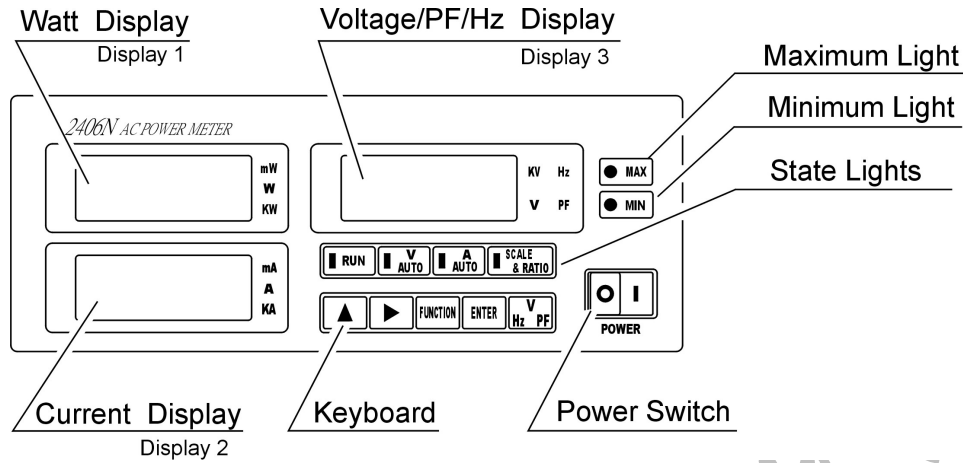 Watt Display
Display 1
Voltage/PF/Hz Display
Display 3
Maximum Light
Minimum Light
State Lights
2406N AC POWER METER
mW
W
KW
KV Hz
V PF
MAX
MIN
mA
A
KA
RUN
V AUTO
A AUTO
SCALE & RATIO
FUNCTION
ENTER
V
Hz PF
O I
POWER
Current Display
Display 2
Keyboard
Power Switch